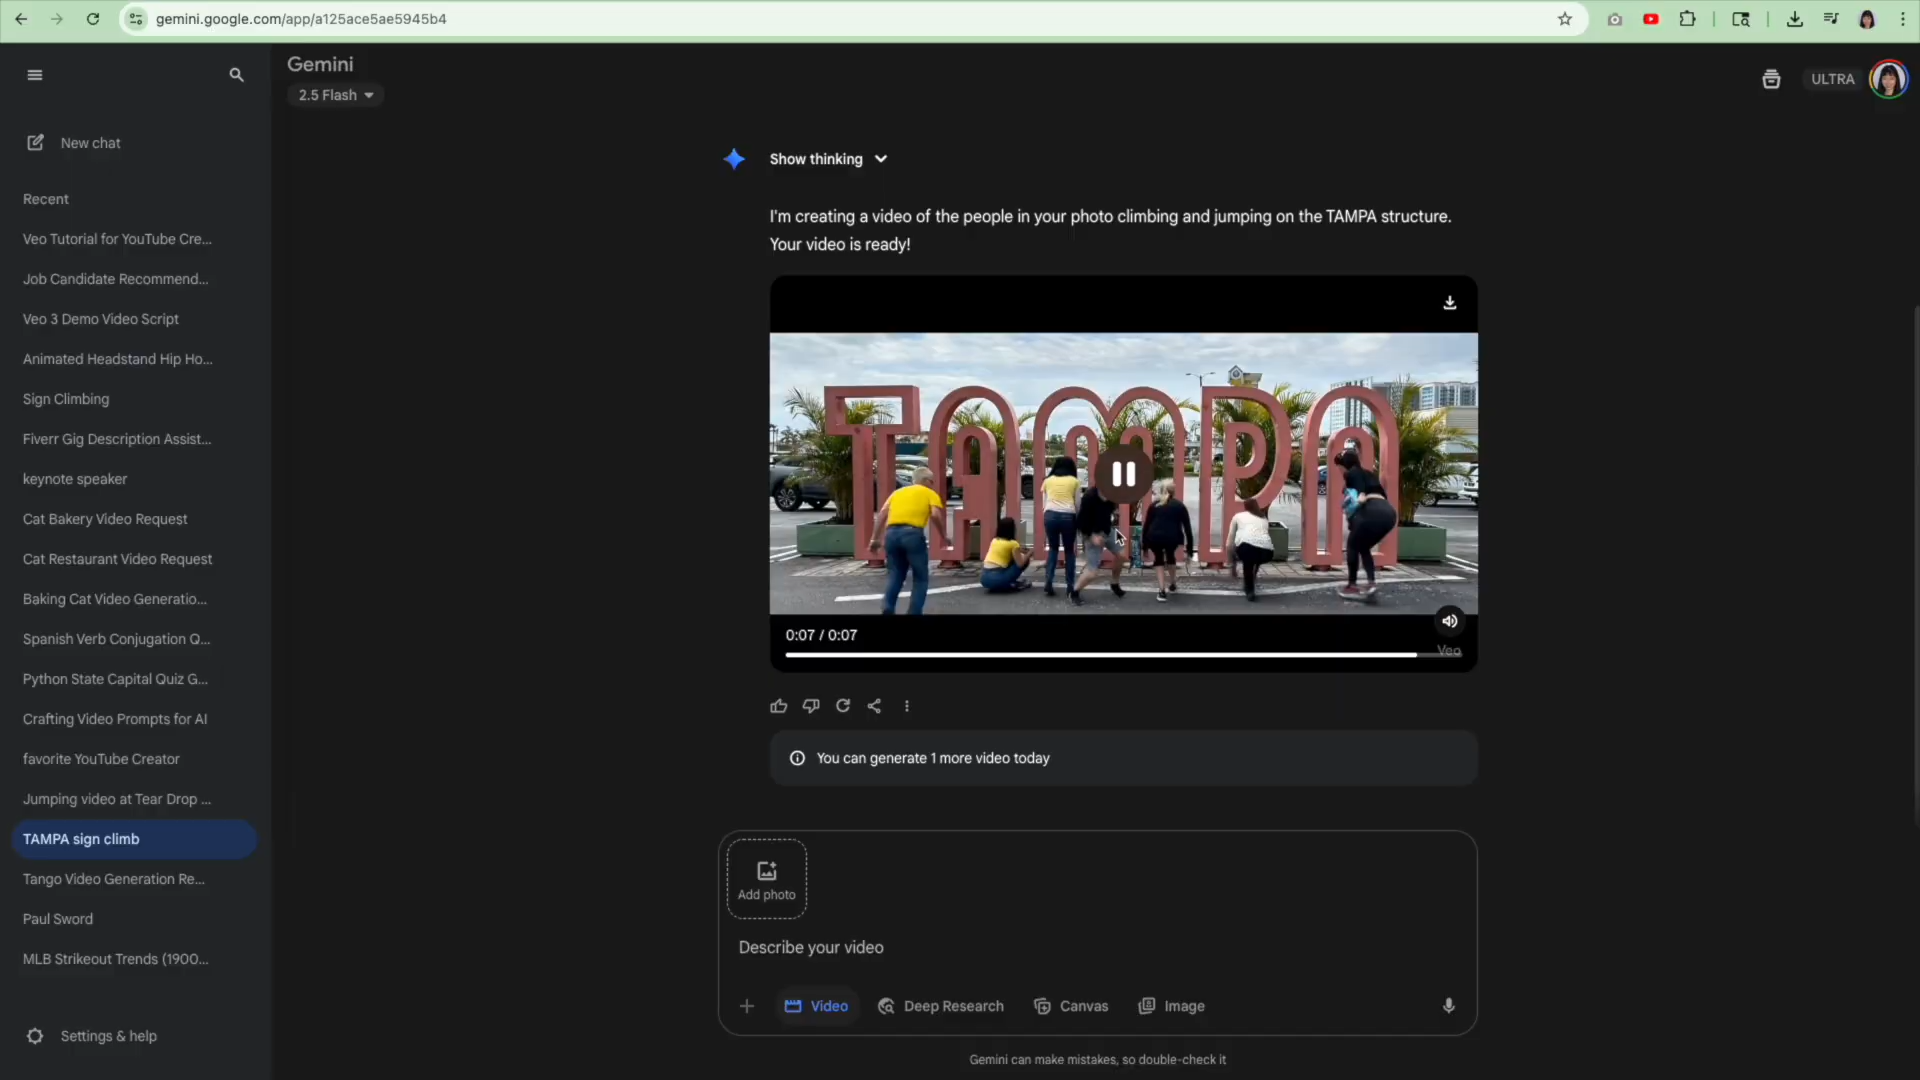 gemini.google.com/app/a125ace5ae5945b4
Gemini
2.5 Flash
ULTRA
New chat
Recent
Veo Tutorial for YouTube Cre...
Job Candidate Recommend...
Veo 3 Demo Video Script
Animated Headstand Hip Ho...
Sign Climbing
Fiverr Gig Description Assist...
keynote speaker
Cat Bakery Video Request
Cat Restaurant Video Request
Baking Cat Video Generatio...
Spanish Verb Conjugation Q...
Python State Capital Quiz G...
Crafting Video Prompts for AI
favorite YouTube Creator
Jumping video at Tear Drop ...
TAMPA sign climb
Tango Video Generation Re...
Paul Sword
MLB Strikeout Trends (1900...
Settings & help
Show thinking
I'm creating a video of the people in your photo climbing and jumping on the TAMPA structure.
Your video is ready!
TAMPA
0:07 / 0:07
Veo
You can generate 1 more video today
Add photo
Describe your video
Video
Deep Research
Canvas
Image
Gemini can make mistakes, so double-check it